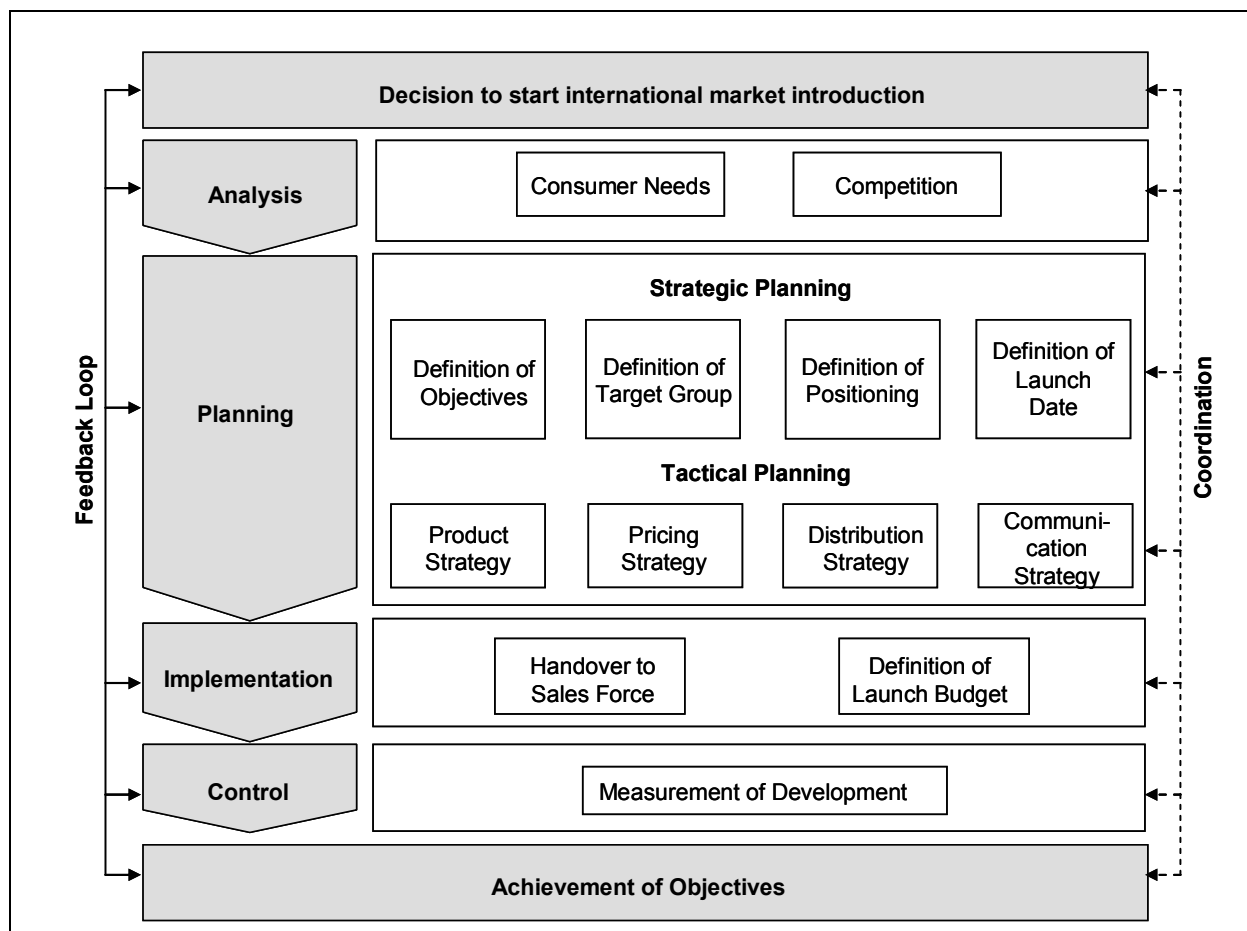 Decision to start international market introduction
Analysis
Consumer Needs
Competition
Planning
Strategic Planning
Definition of
Objectives
Definition of
Target Group
Definition of
Positioning
Definition of
Launch
Date
Tactical Planning
Product
Strategy
Pricing
Strategy
Distribution
Strategy
Communi-
cation
Strategy
Implementation
Handover to
Sales Force
Definition of
Launch Budget
Control
Measurement of Development
Achievement of Objectives
Feedback Loop
Coordination